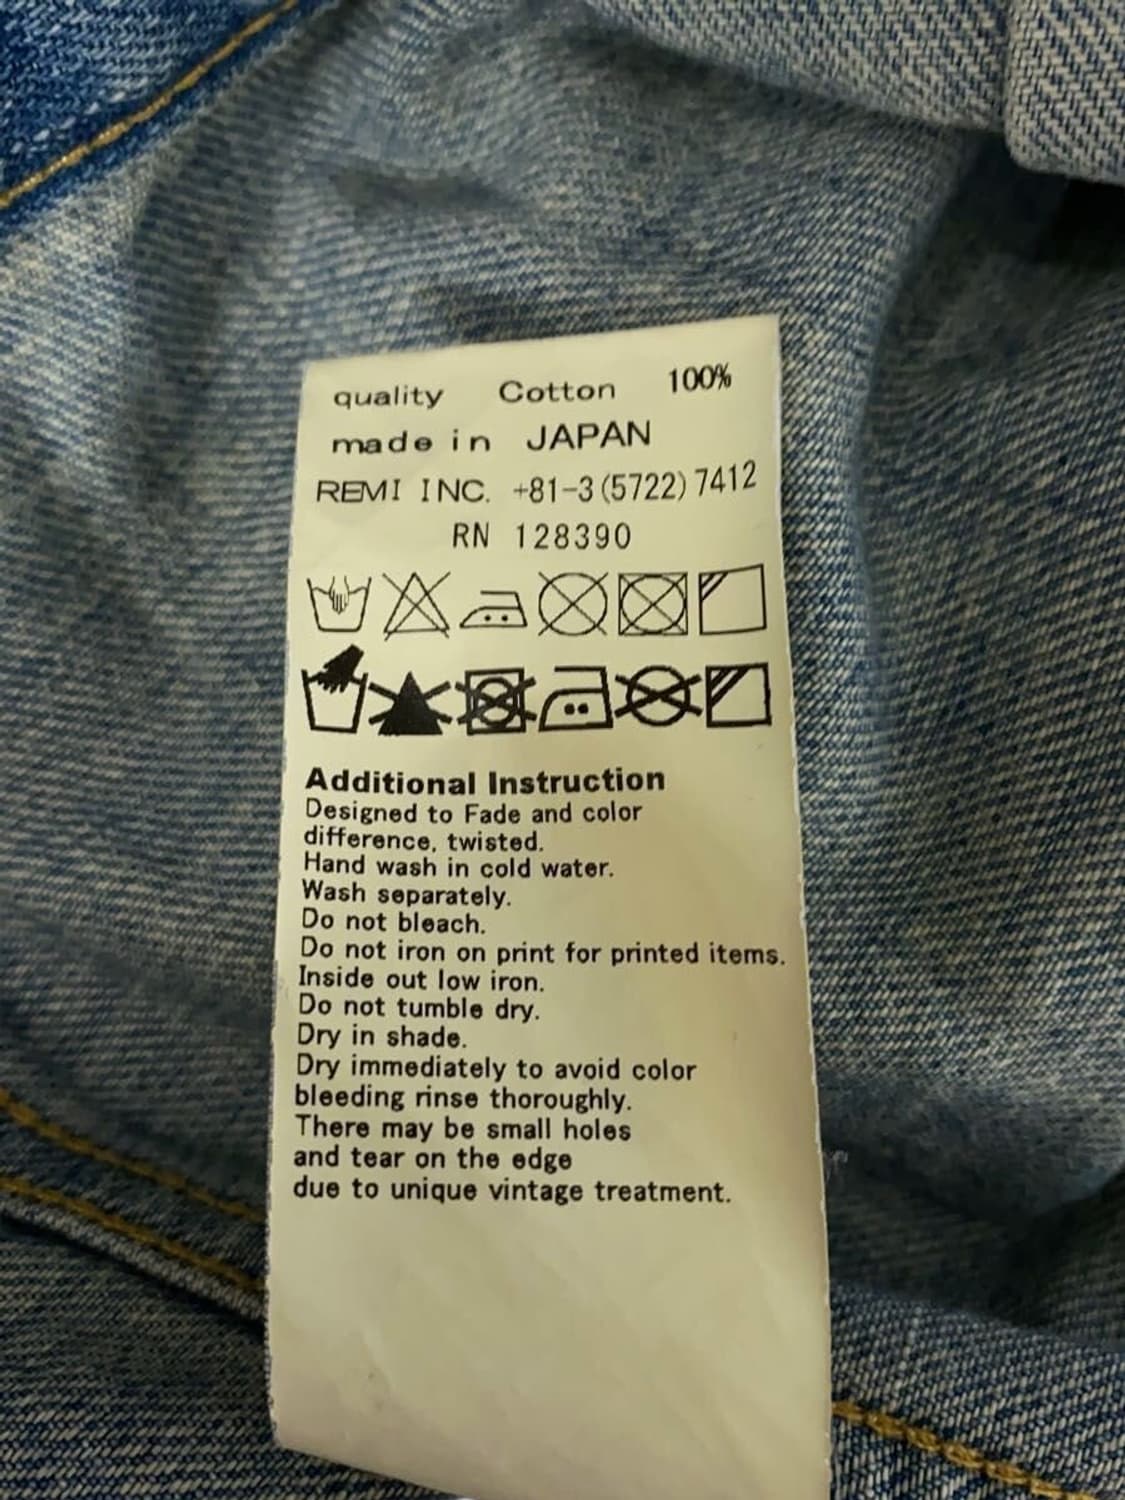 quality Cotton 100%
made in JAPAN
REMI INC. +81-3(5722)7412
RN 128390
Additional Instruction
Designed to Fade and color
difference, twisted.
Hand wash in cold water.
Wash separately.
Do not bleach.
Do not iron on print for printed items.
Inside out low iron.
Do not tumble dry.
Dry in shade.
Dry immediately to avoid color
bleeding rinse thoroughly.
There may be small holes
and tear on the edge
due to unique vintage treatment.